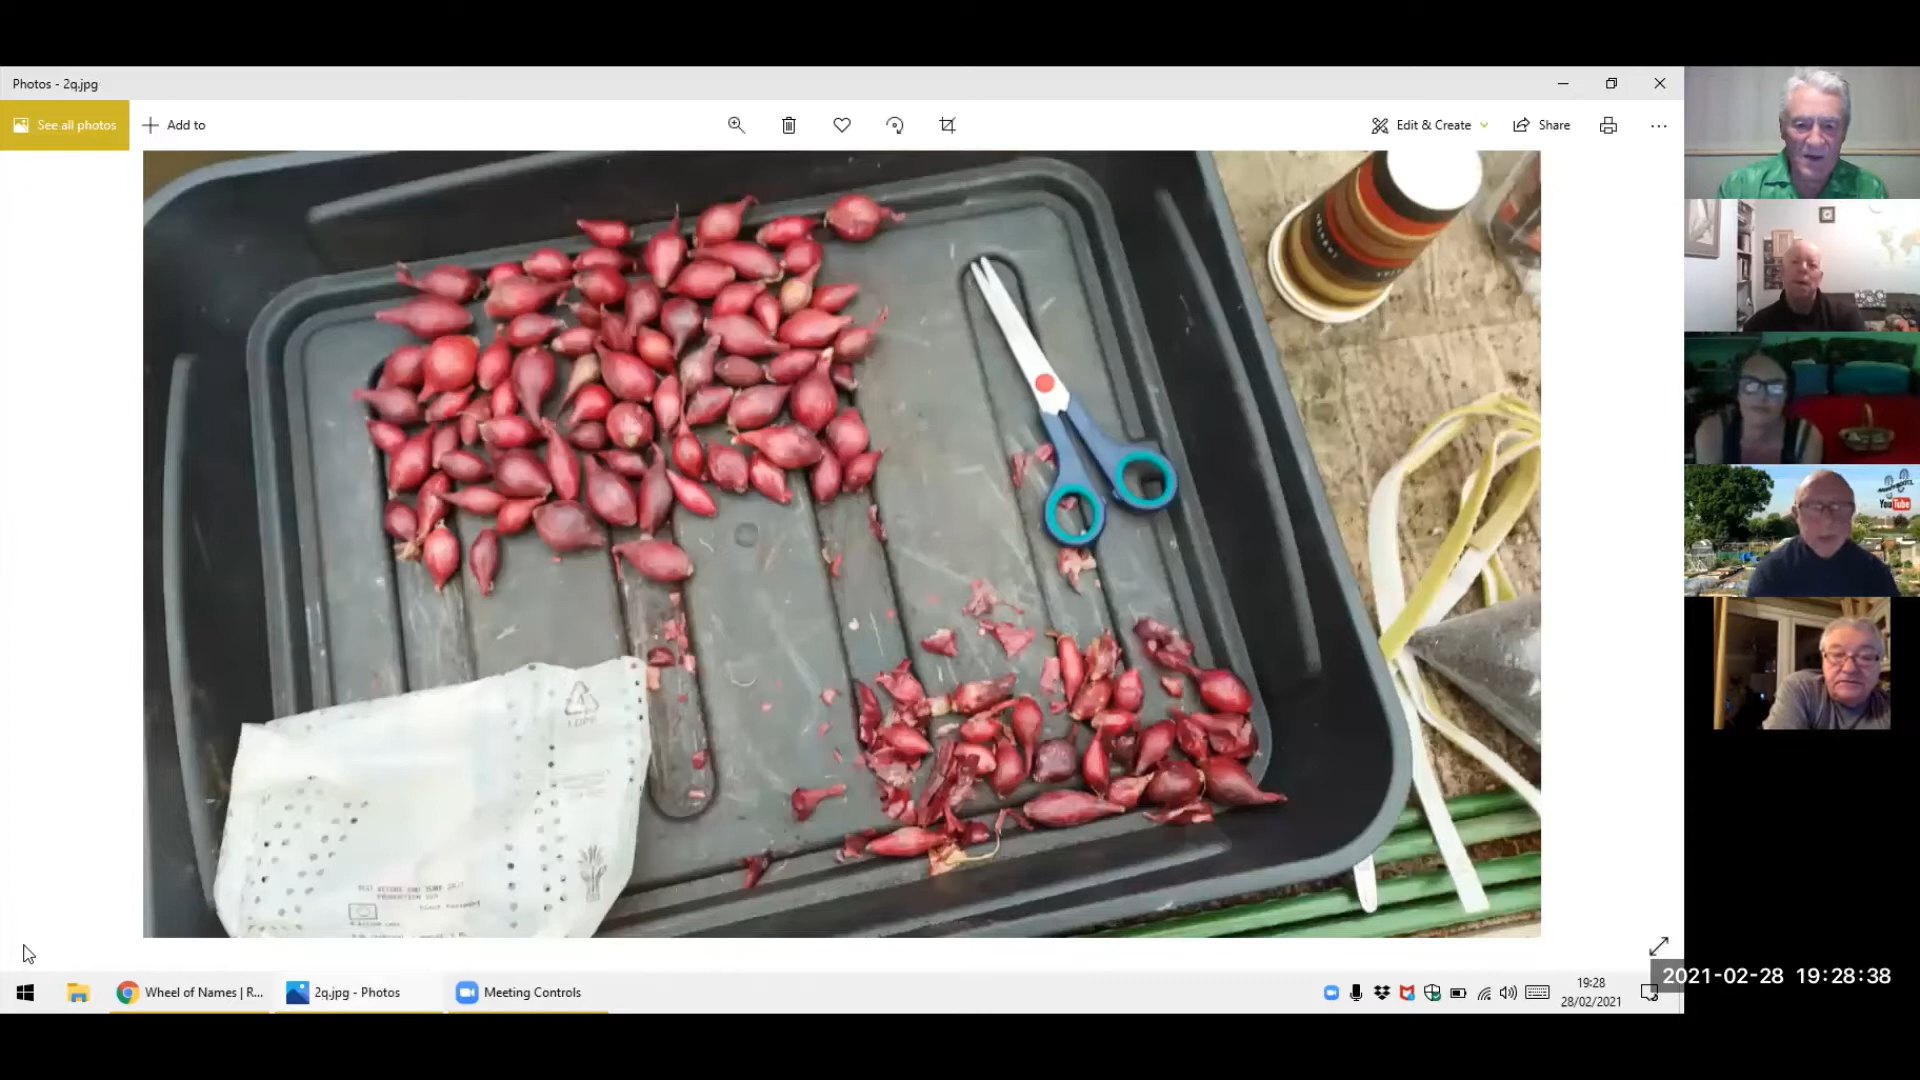 Photos - 2q.jpg
See all photos
Add to
Edit & Create
Share
YouTube
LDPE
Wheel of Names | R...
2q.jpg - Photos
Meeting Controls
19:28
28/02/2021
2021-02-28 19:28:38